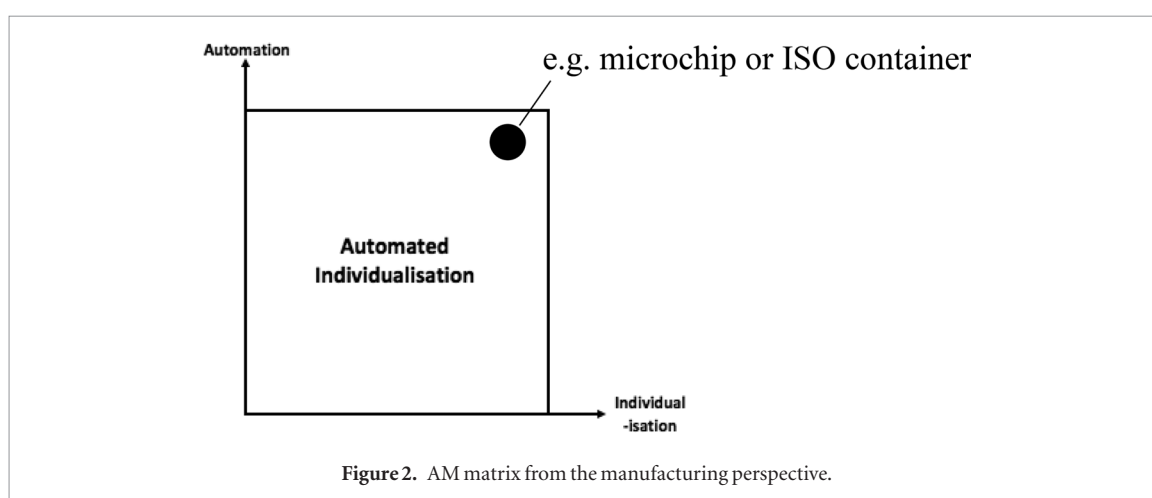 Automation
e.g. microchip or ISO container
Automated
Individualisation
Individual
-isation
Figure 2. AM matrix from the manufacturing perspective.